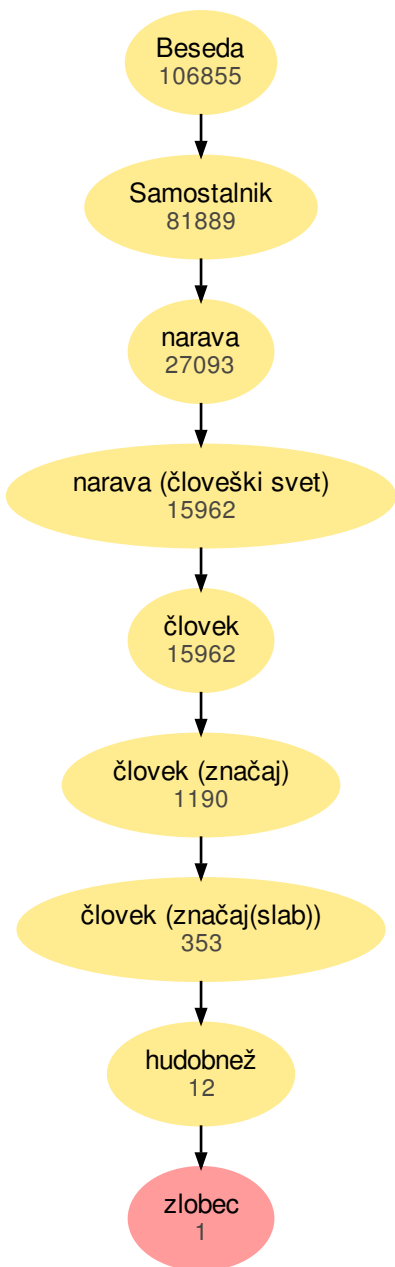 Beseda
106855
Samostalnik
81889
narava
27093
narava (človeški svet)
15962
človek
15962
človek (značaj)
1190
človek (značaj(slab))
353
hudobnež
12
zlobec
1